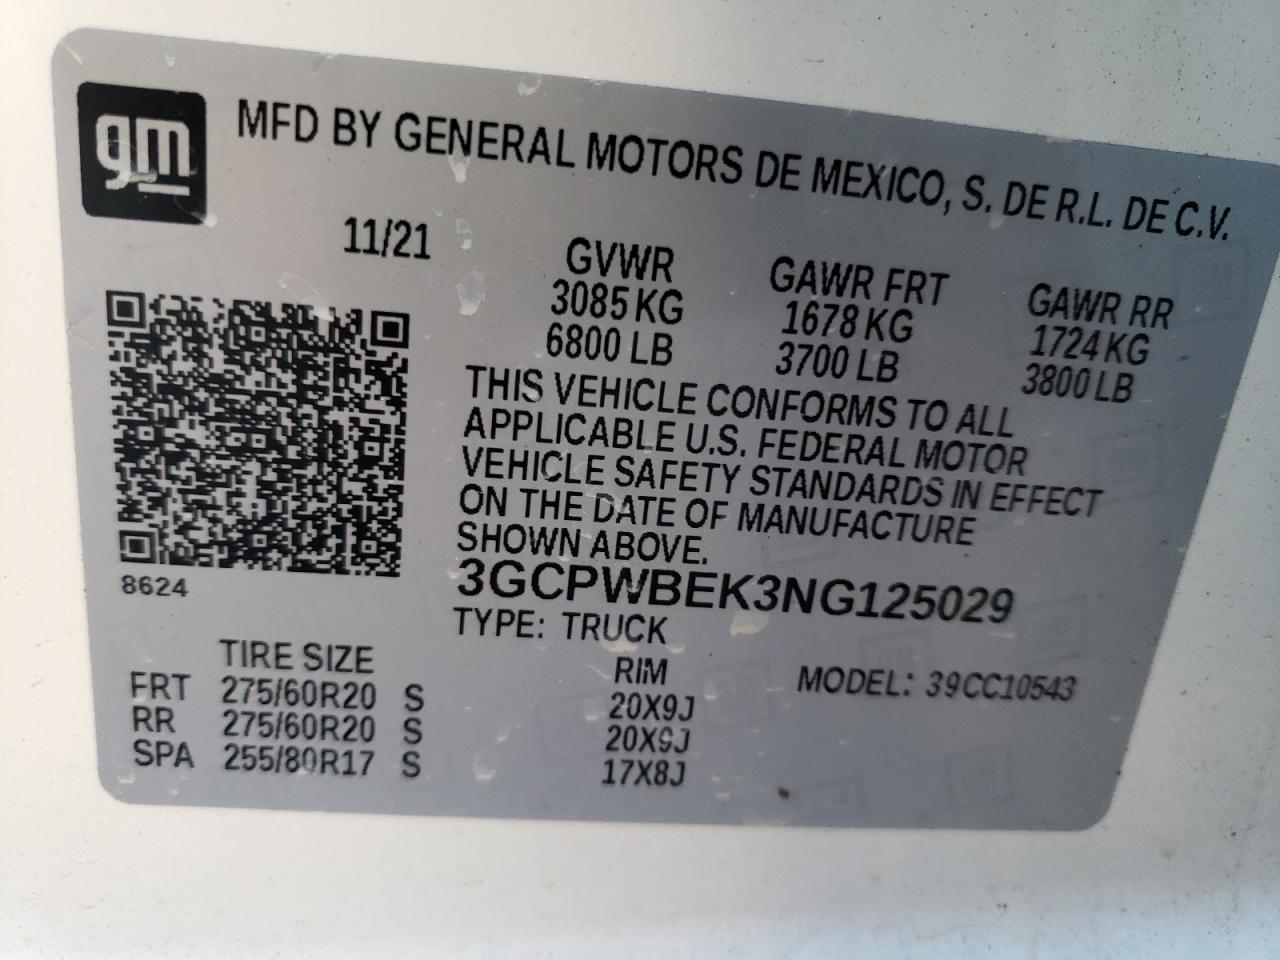 gm
MFD BY GENERAL MOTORS DE MEXICO, S. DE R.L. DE C.V.
11/21
GVWR GAWR FRT GAWR RR
3085 KG 1678 KG 1724 KG
6800 LB 3700 LB 3800 LB
THIS VEHICLE CONFORMS TO ALL
APPLICABLE U.S. FEDERAL MOTOR
VEHICLE SAFETY STANDARDS IN EFFECT
ON THE DATE OF MANUFACTURE
SHOWN ABOVE.
8624
3GCPWBEK3NG125029
TYPE: TRUCK
MODEL: 39CC10543
TIRE SIZE RIM
FRT 275/60R20 S 20X9J
RR 275/60R20 S 20X9J
SPA 255/80R17 S 17X8J